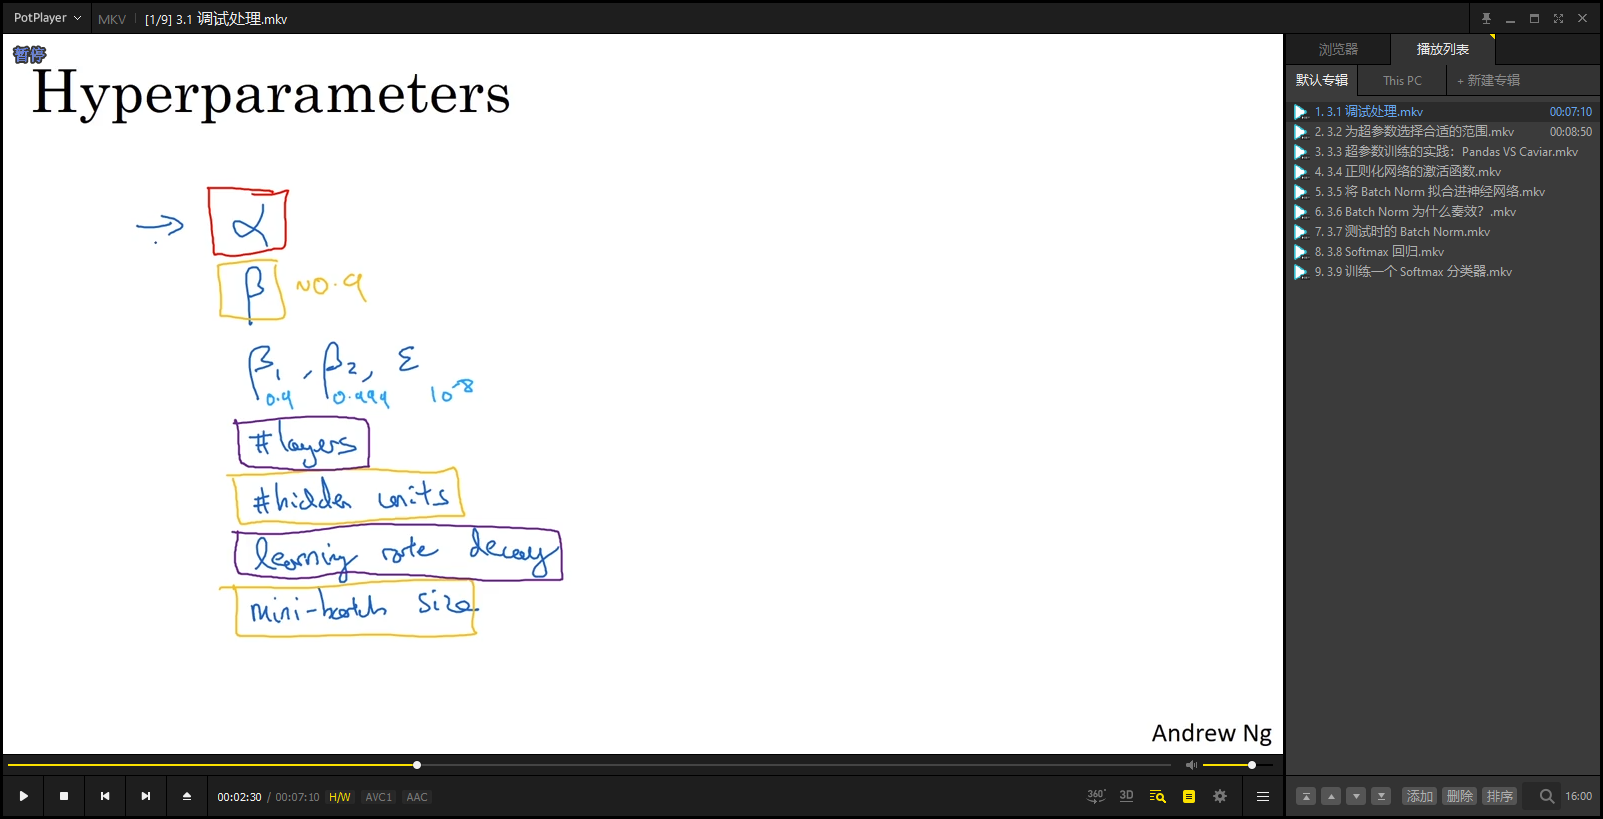 PotPlayer MKV [1/9] 3.1 调试处理.mkv
暂停
Hyperparameters
α
β ~0.9
β1, β2, ε
0.9 0.999 10^-8
#layers
#hidden units
learning rate decay
mini-batch size
Andrew Ng
00:02:30 / 00:07:10 H/W AVC1 AAC
360° 3D
浏览器 播放列表
默认专辑 This PC + 新建专辑
1. 3.1 调试处理.mkv 00:07:10
2. 3.2 为超参数选择合适的范围.mkv 00:08:50
3. 3.3 超参数训练的实践：Pandas VS Caviar.mkv
4. 3.4 正则化网络的激活函数.mkv
5. 3.5 将 Batch Norm 拟合进神经网络.mkv
6. 3.6 Batch Norm 为什么奏效？.mkv
7. 3.7 测试时的 Batch Norm.mkv
8. 3.8 Softmax 回归.mkv
9. 3.9 训练一个 Softmax 分类器.mkv
添加 删除 排序 16:00